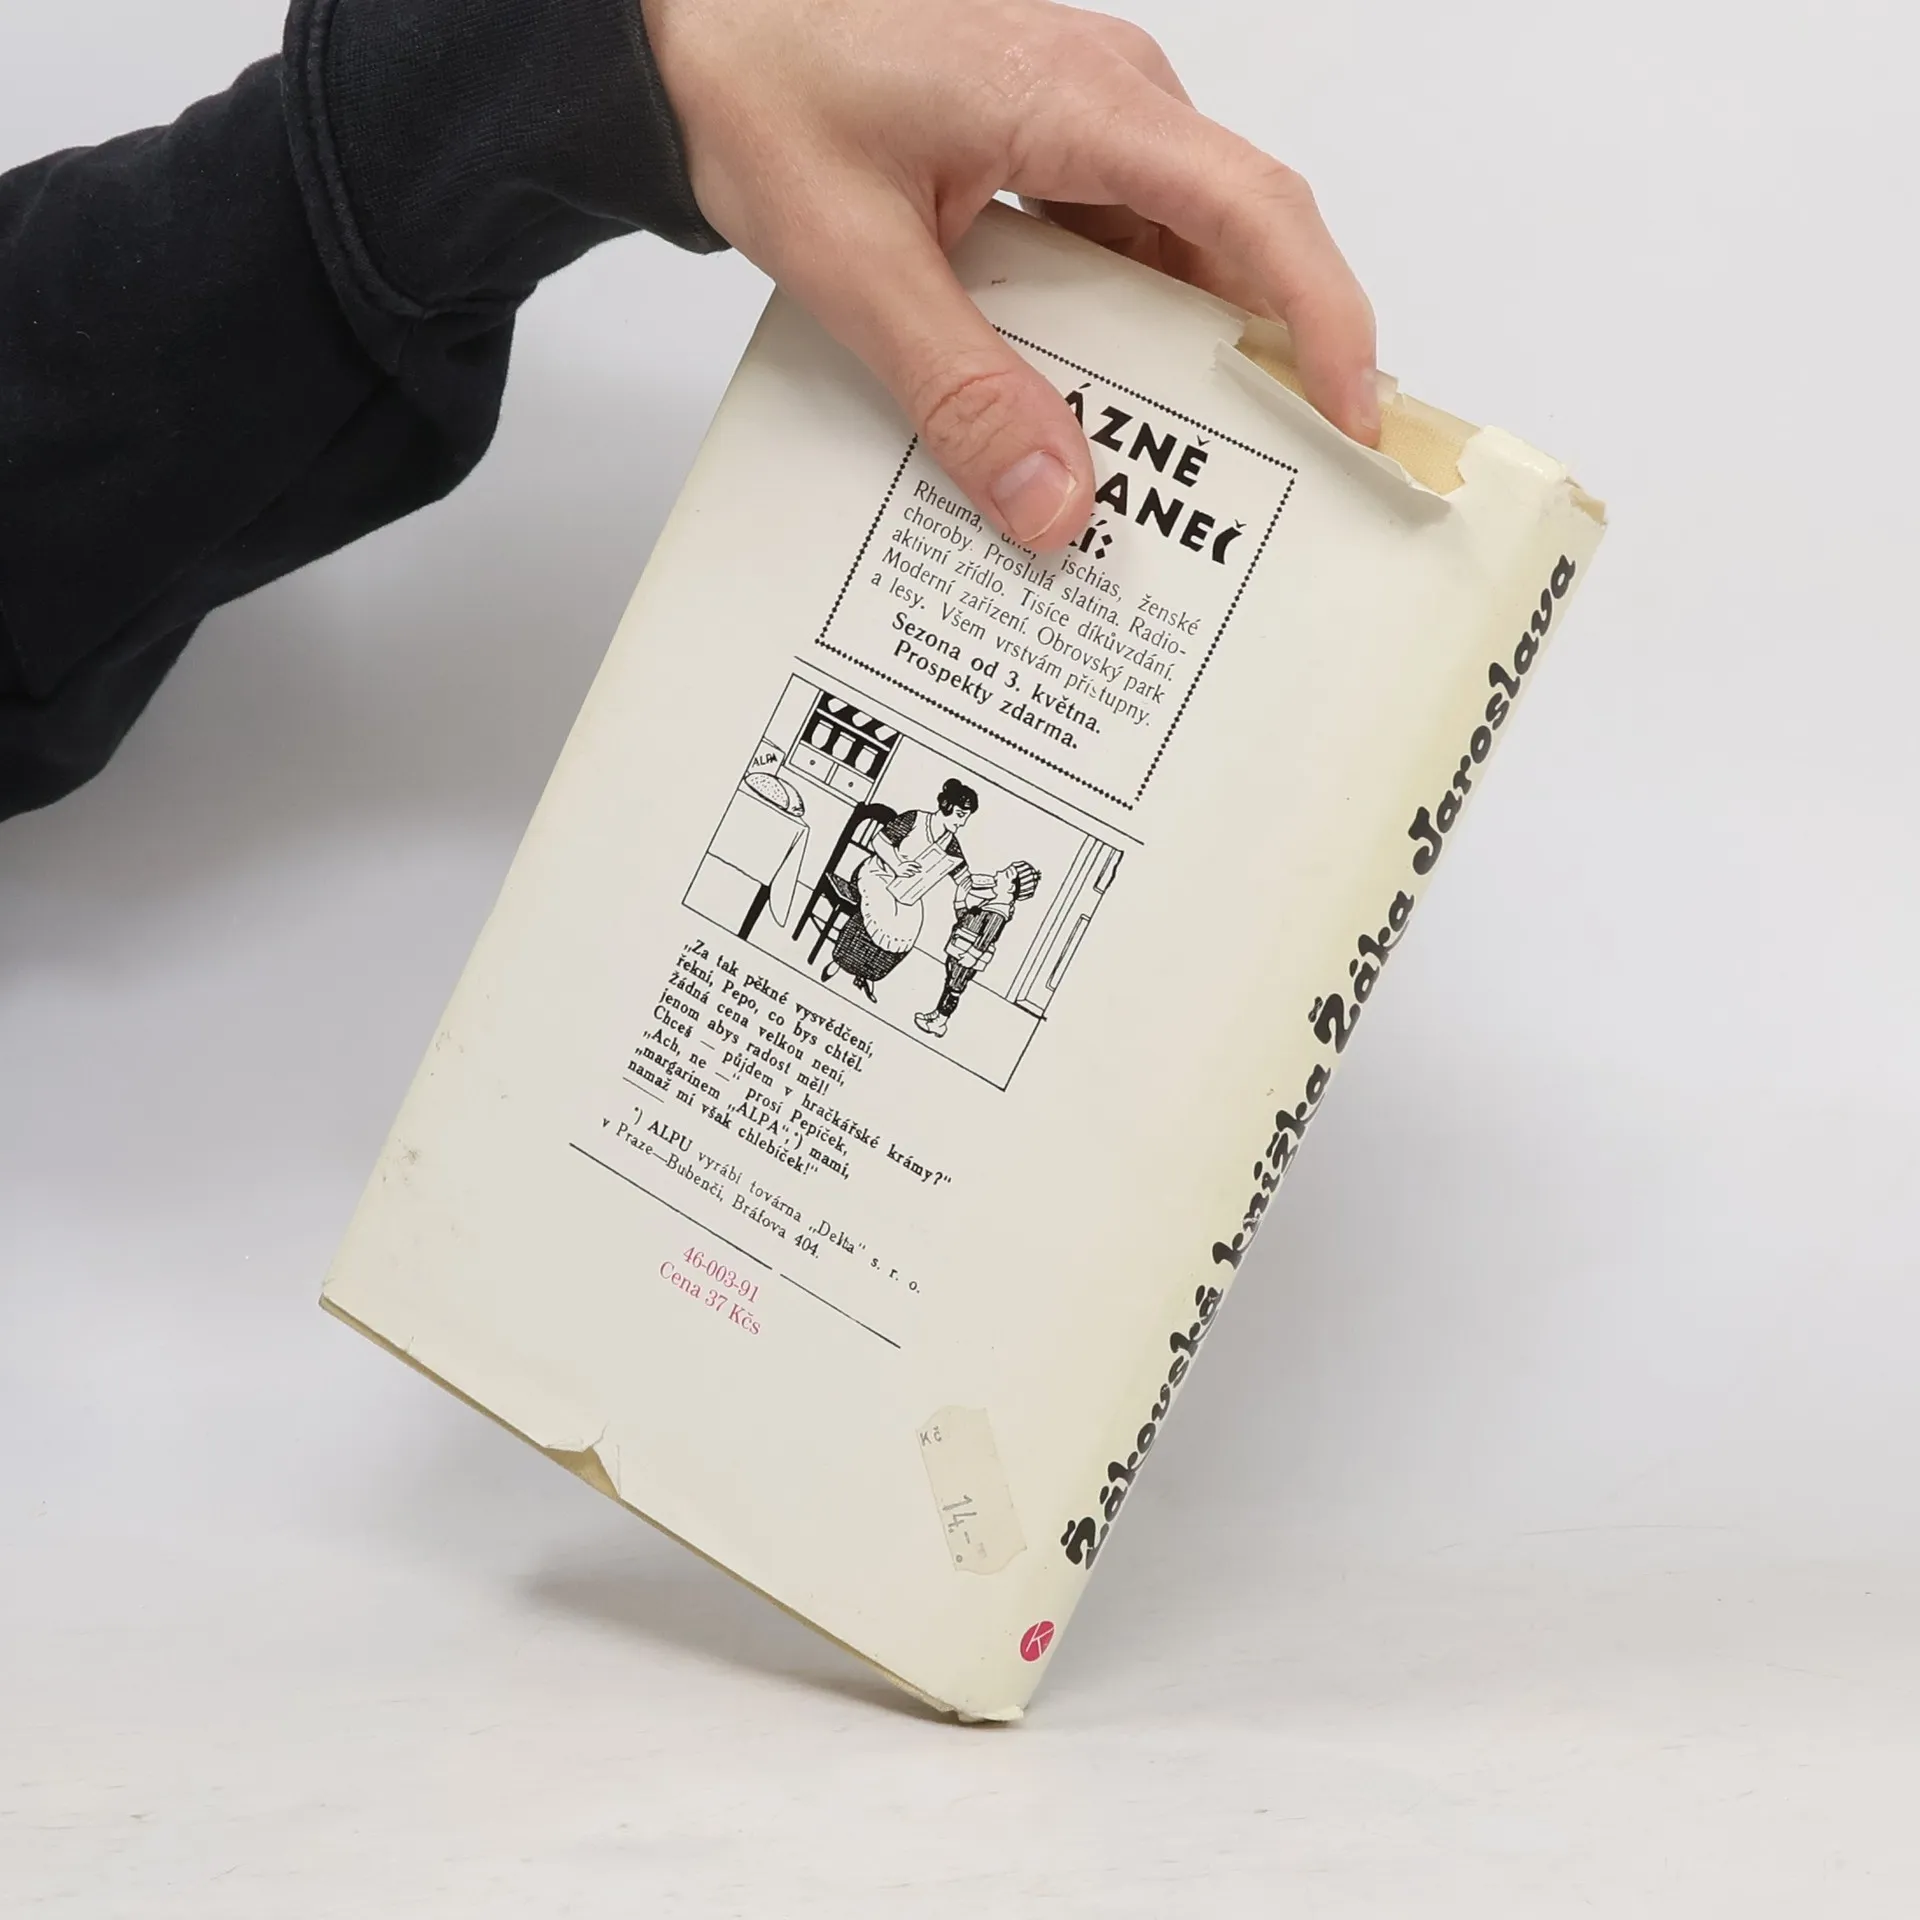 ÁZNĚ
ANEČ
í:
Rheuma, ischias, ženské
choroby. Proslulá slatina. Radio-
aktivní zřídlo. Tisíce díkůvzdání.
Moderní zařízení. Obrovský park
a lesy. Všem vrstvám přístupny.
Sezona od 3. května.
Prospekty zdarma.
ALPA
„Za tak pěkné vysvědčení,
řekni, Pepo, co bys chtěl.
Žádná cena velkou není,
jenom abys radost měl!
Chceš — půjdem v hračkářské krámy?“
„Ach, ne —“ prosí Pepíček,
„margarinem „ALPA“,*) mami,
namaž mi však chlebíček!“
*) ALPU vyrábí továrna „Delta“ s. r. o.
v Praze—Bubenči, Bráfova 404.
46-003-91
Cena 37 Kčs
Kč
14.-
Žákovská knížka Žáka Jaroslava
K